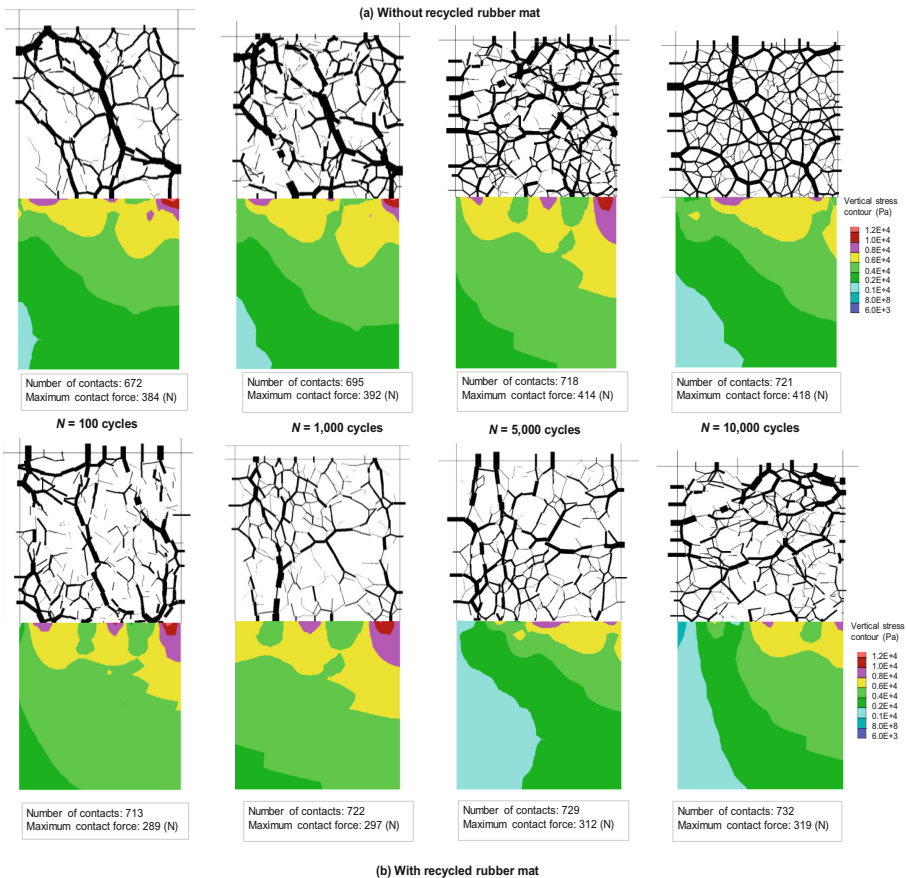 (a) Without recycled rubber mat
Vertical stress
contour (Pa)
1.2E+4
1.0E+4
0.8E+4
0.6E+4
0.4E+4
0.2E+4
0.1E+4
8.0E+8
6.0E+3
Number of contacts: 672
Maximum contact force: 384 (N)
Number of contacts: 695
Maximum contact force: 392 (N)
Number of contacts: 718
Maximum contact force: 414 (N)
Number of contacts: 721
Maximum contact force: 418 (N)
N = 100 cycles
N = 1,000 cycles
N = 5,000 cycles
N = 10,000 cycles
Vertical stress
contour (Pa)
1.2E+4
1.0E+4
0.8E+4
0.6E+4
0.4E+4
0.2E+4
0.1E+4
8.0E+8
6.0E+3
Number of contacts: 713
Maximum contact force: 289 (N)
Number of contacts: 722
Maximum contact force: 297 (N)
Number of contacts: 729
Maximum contact force: 312 (N)
Number of contacts: 732
Maximum contact force: 319 (N)
(b) With recycled rubber mat